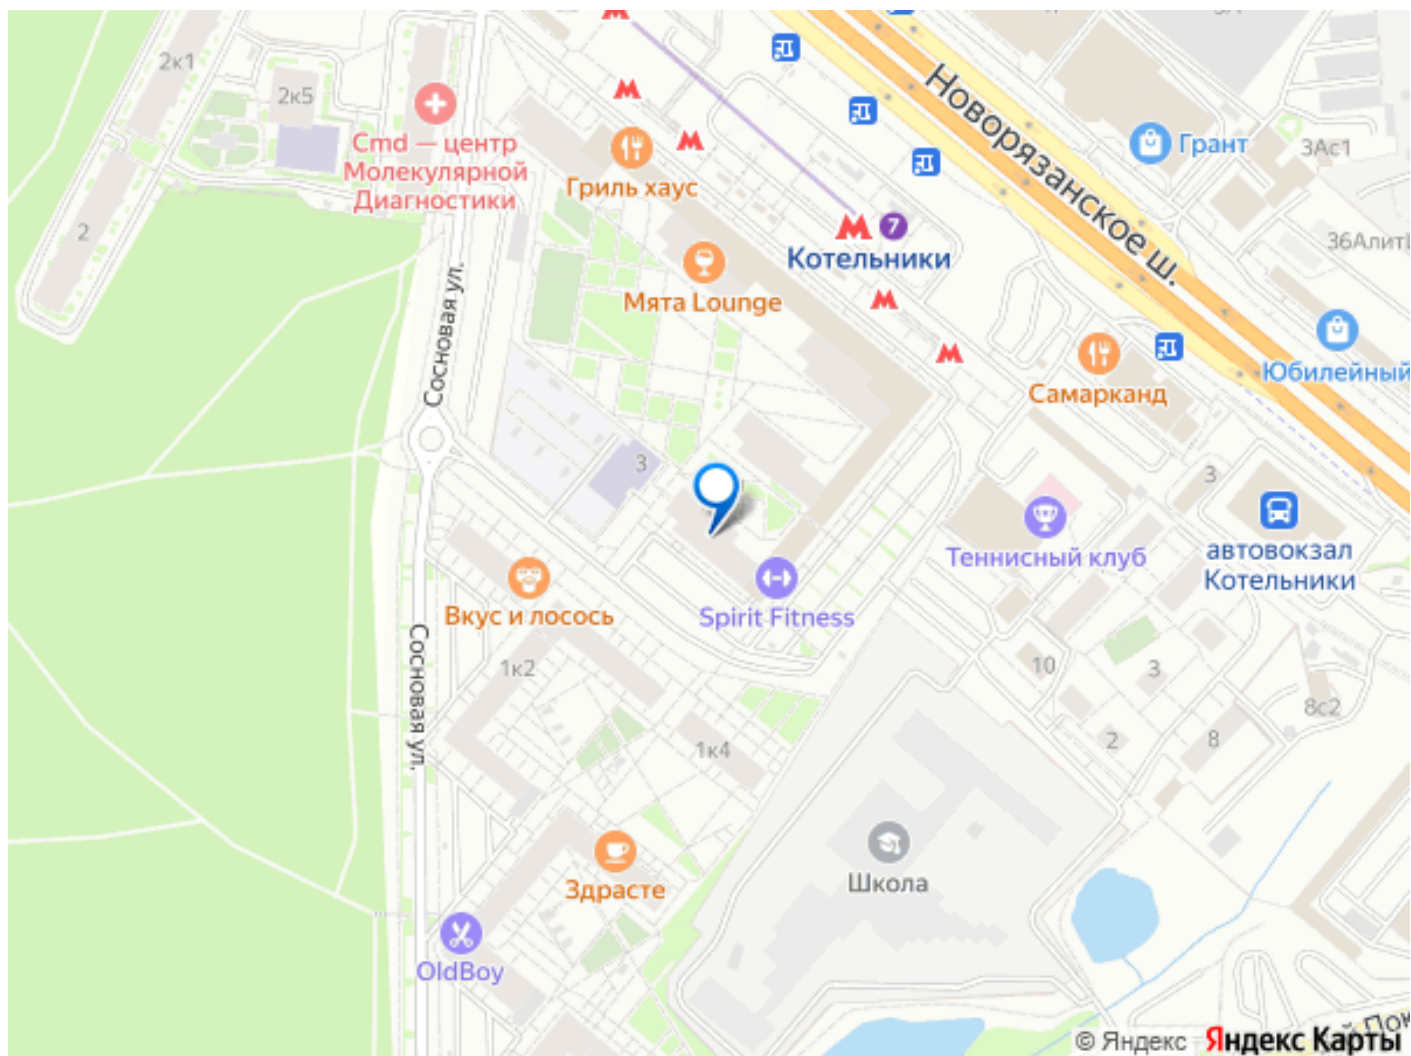 2к1
2к5
Cmd — центр
Молекулярной
Диагностики
2
Гриль хаус
Мята Lounge
7
Котельники
Новорязанское ш.
Грант
3Ас1
Юбилейный
Самарканд
Сосновая ул.
3
3
Теннисный клуб
автовокзал
Котельники
Вкус и лосось
Spirit Fitness
1к2
Сосновая ул.
10
3
8с2
2
8
1к4
Школа
Здрасте
OldBoy
© Яндекс Яндекс Карты